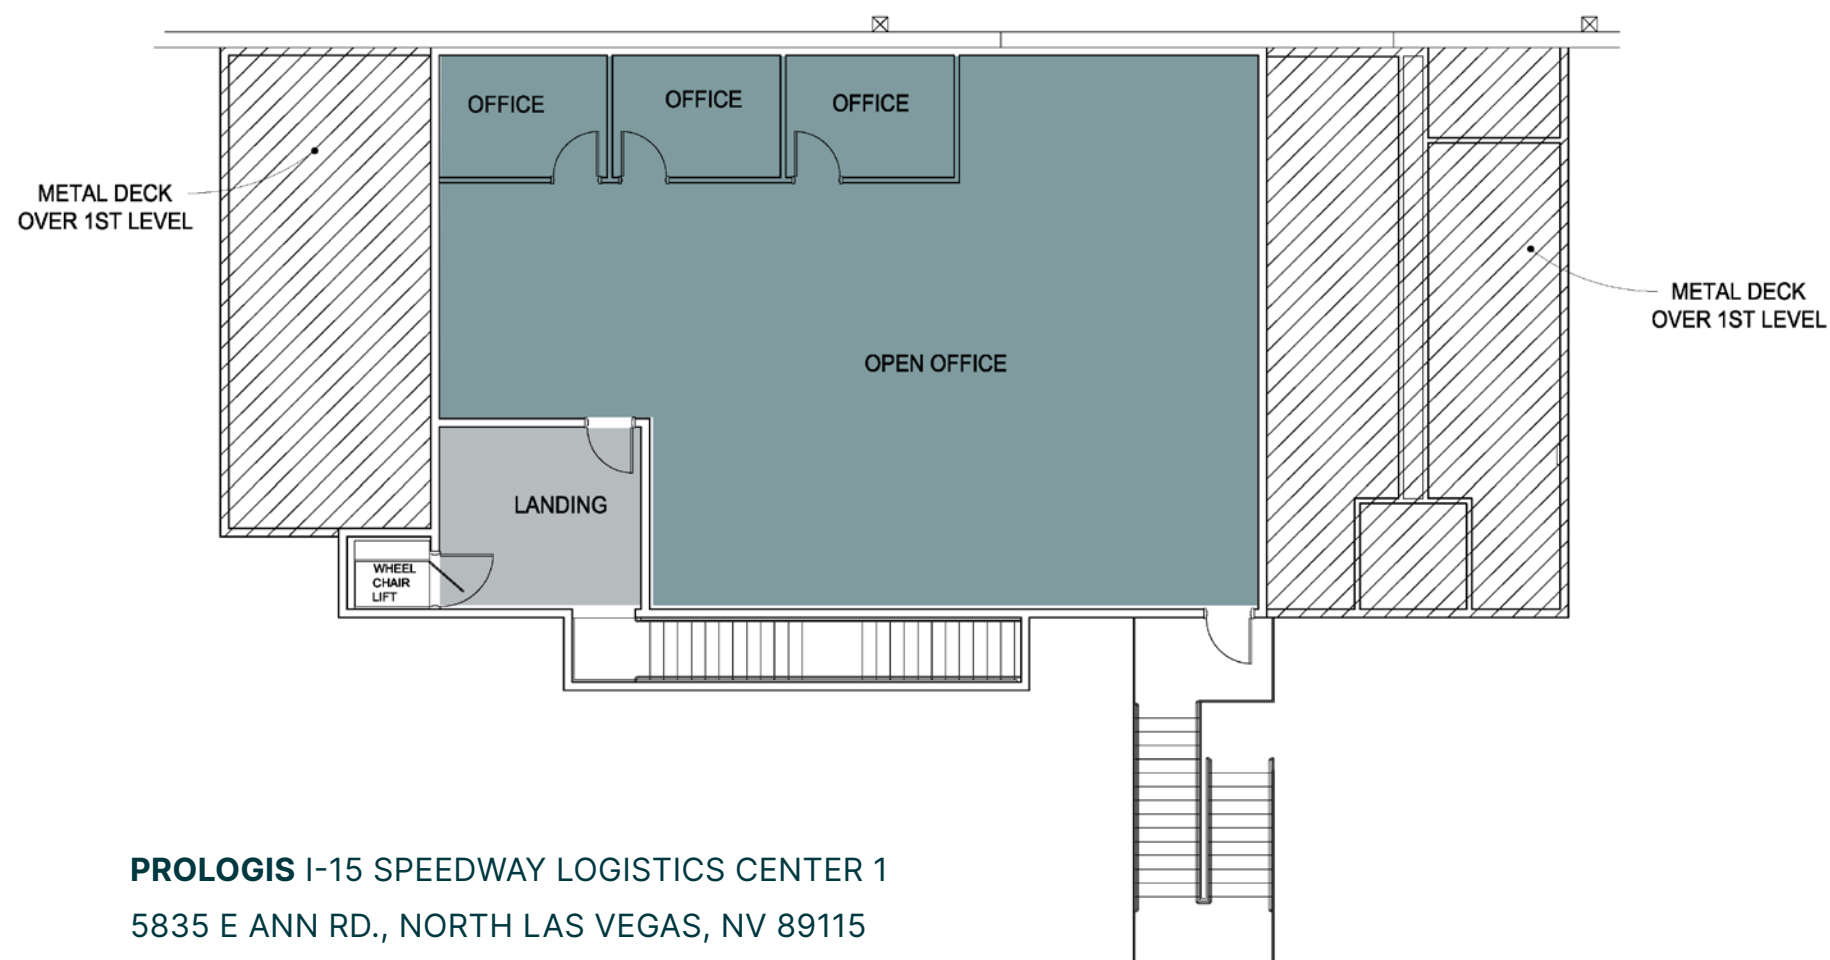 OFFICE
OFFICE
OFFICE
METAL DECK
OVER 1ST LEVEL
METAL DECK
OVER 1ST LEVEL
OPEN OFFICE
LANDING
WHEEL
CHAIR
LIFT
PROLOGIS I-15 SPEEDWAY LOGISTICS CENTER 1
5835 E ANN RD., NORTH LAS VEGAS, NV 89115